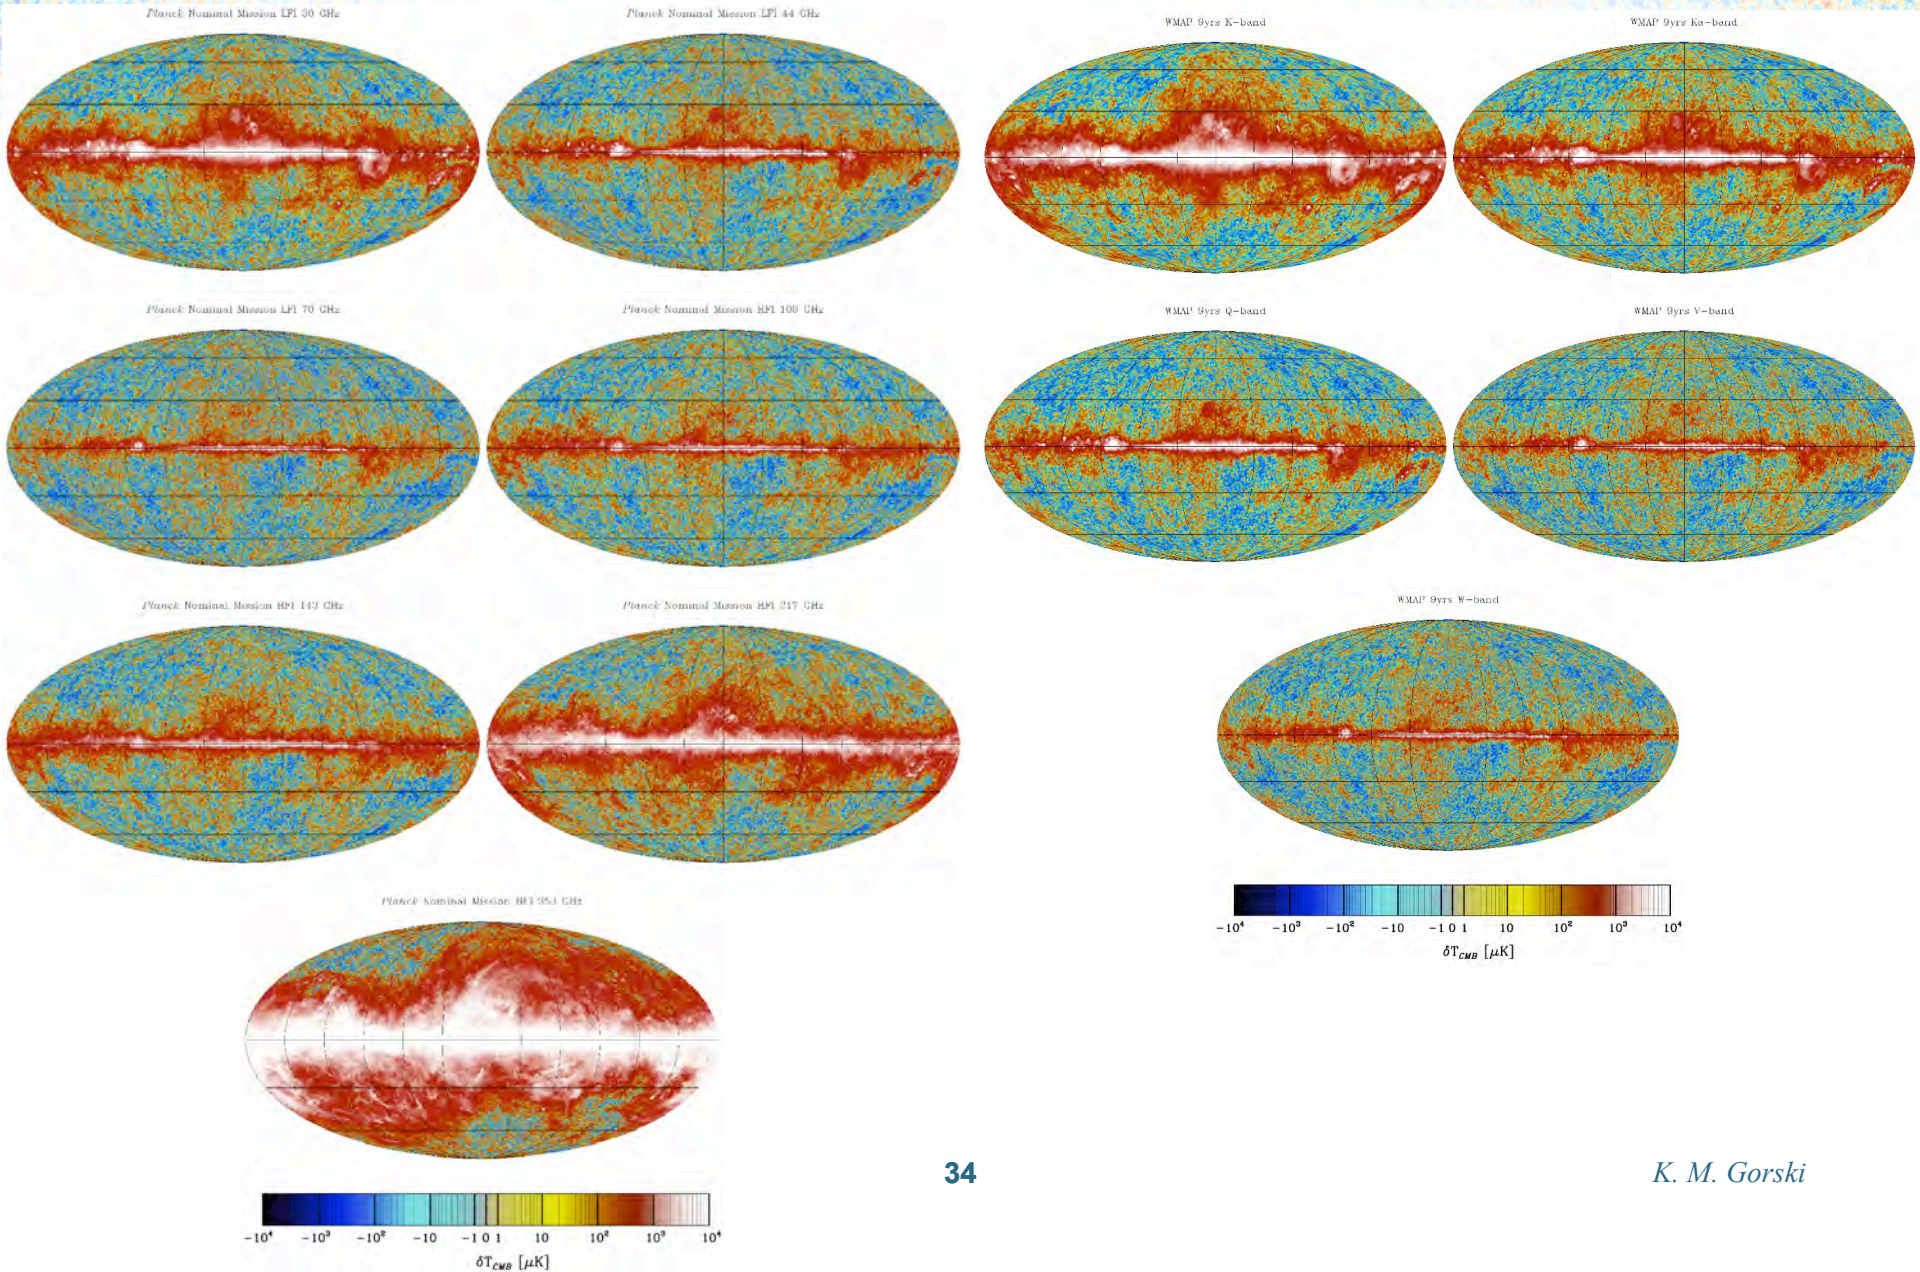 Planck Nominal Mission LFI 30 GHz
Planck Nominal Mission LFI 44 GHz
WMAP 9yrs K-band
WMAP 9yrs Ka-band
Planck Nominal Mission LFI 70 GHz
Planck Nominal Mission HFI 100 GHz
WMAP 9yrs Q-band
WMAP 9yrs V-band
Planck Nominal Mission HFI 143 GHz
Planck Nominal Mission HFI 217 GHz
WMAP 9yrs W-band
Planck Nominal Mission HFI 353 GHz
-10⁴ -10³ -10² -10 -1 0 1 10 10² 10³ 10⁴
δT_CMB [μK]
34
K. M. Gorski
-10⁴ -10³ -10² -10 -1 0 1 10 10² 10³ 10⁴
δT_CMB [μK]